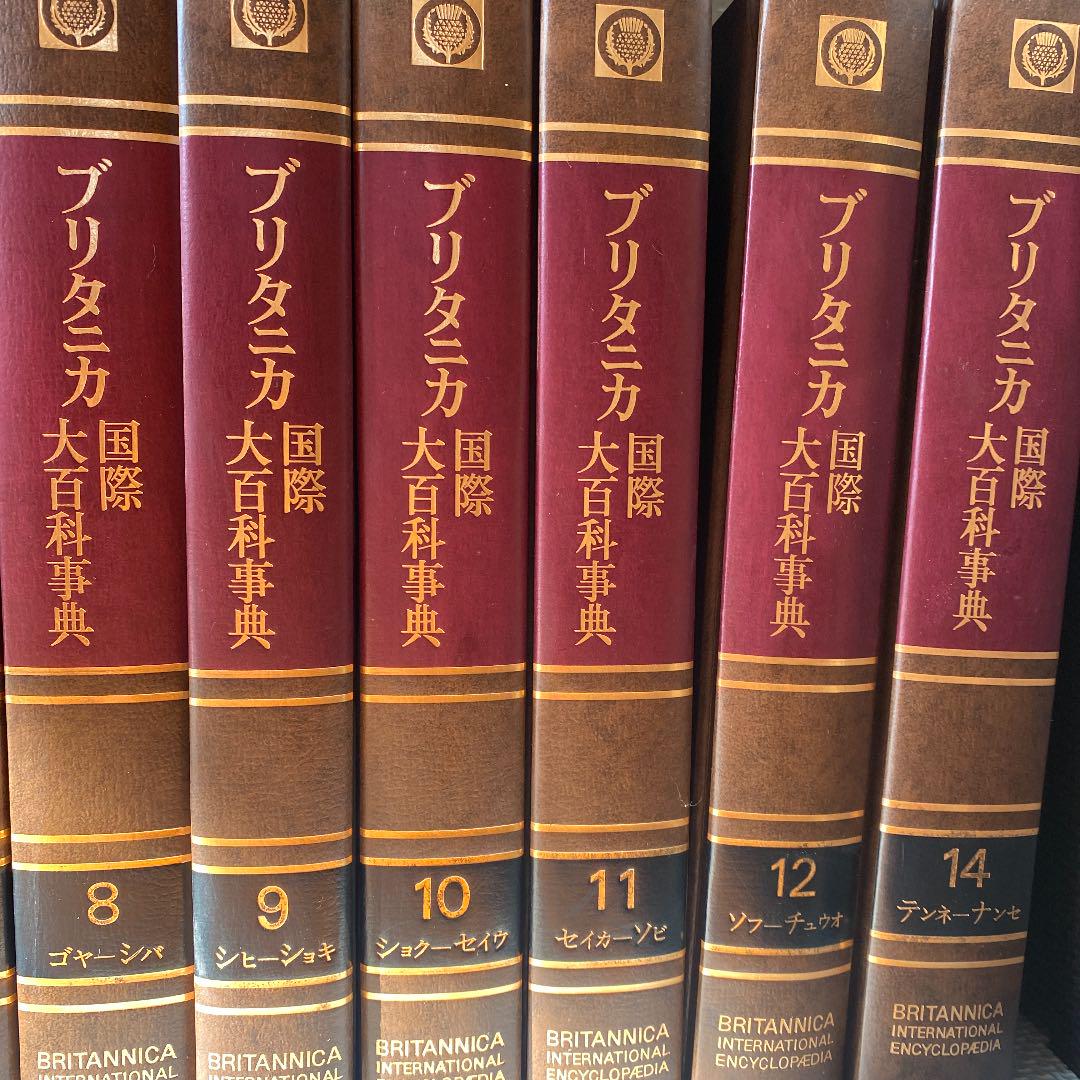 ブリタニカ
国際
大百科事典
8
ゴヤーシバ
BRITANNICA
INTERNATIONAL
ブリタニカ
国際
大百科事典
9
シヒーショキ
BRITANNICA
INTERNATIONAL
ブリタニカ
国際
大百科事典
10
ショクーセイウ
BRITANNICA
INTERNATIONAL
ENCYCLOPÆDIA
ブリタニカ
国際
大百科事典
11
セイカーソビ
BRITANNICA
INTERNATIONAL
ENCYCLOPÆDIA
ブリタニカ
国際
大百科事典
12
ソフーチュウオ
BRITANNICA
INTERNATIONAL
ENCYCLOPÆDIA
ブリタニカ
国際
大百科事典
14
テンネーナンセ
BRITANNICA
INTERNATIONAL
ENCYCLOPÆDIA